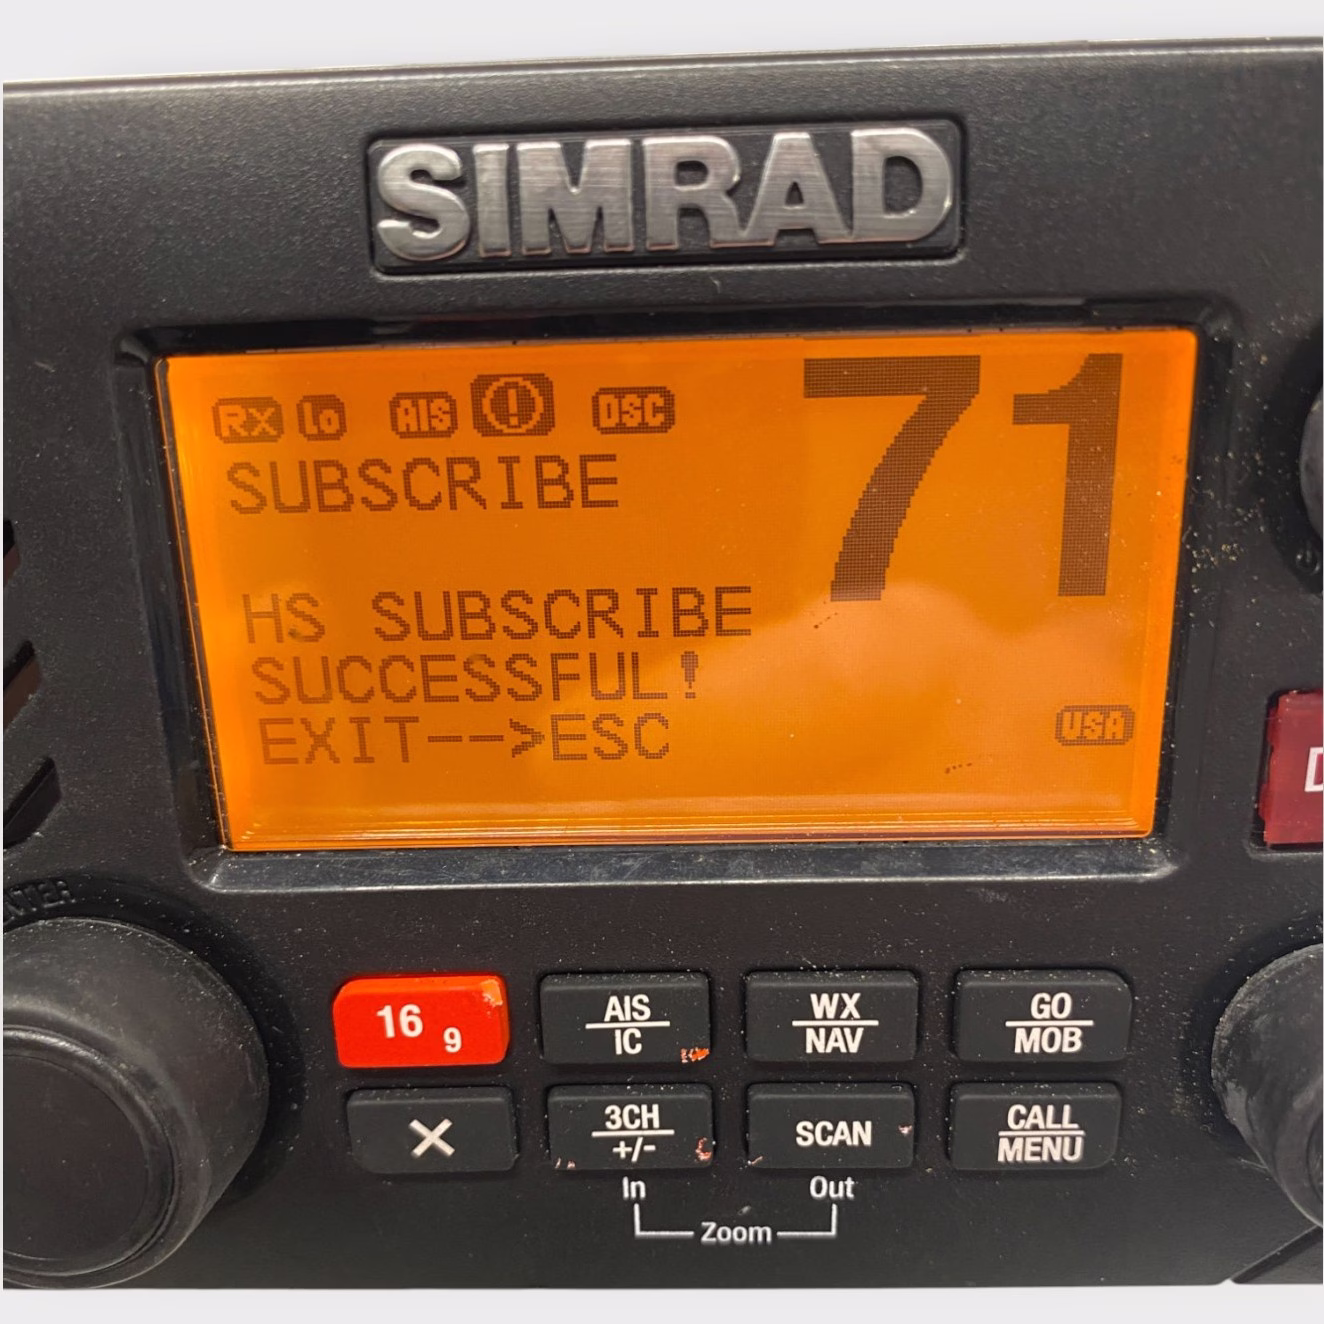 SIMRAD
RX Lo AIS ! DSC
71
SUBSCRIBE
HS SUBSCRIBE
SUCCESSFUL!
EXIT-->ESC
USA
D
NTER
16 9
AIS
IC
WX
NAV
GO
MOB
3CH
+/-
SCAN
CALL
MENU
In
Out
Zoom